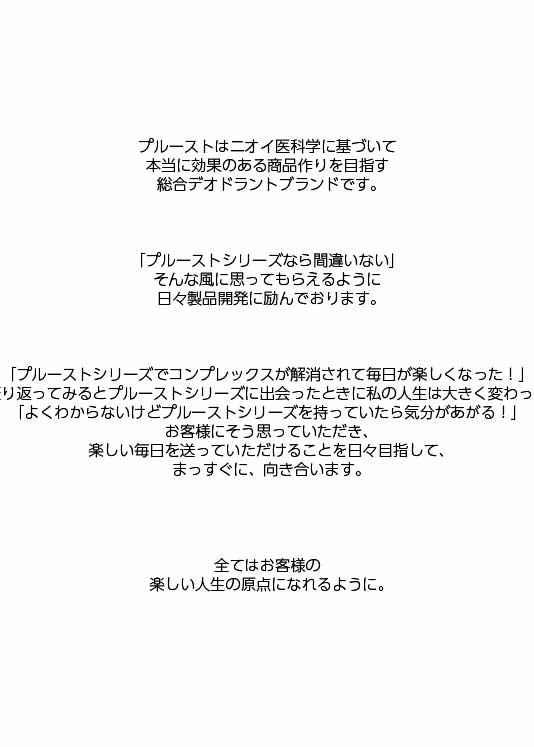 プルーストはニオイ医科学に基づいて
本当に効果のある商品作りを目指す
総合デオドラントブランドです。
「プルーストシリーズなら間違いない」
そんな風に思ってもらえるように
日々製品開発に励んでおります。
「プルーストシリーズでコンプレックスが解消されて毎日が楽しくなった！」
り返ってみるとプルーストシリーズに出会ったときに私の人生は大きく変わっ
「よくわからないけどプルーストシリーズを持っていたら気分があがる！」
お客様にそう思っていただき、
楽しい毎日を送っていただけることを日々目指して、
まっすぐに、向き合います。
全てはお客様の
楽しい人生の原点になれるように。